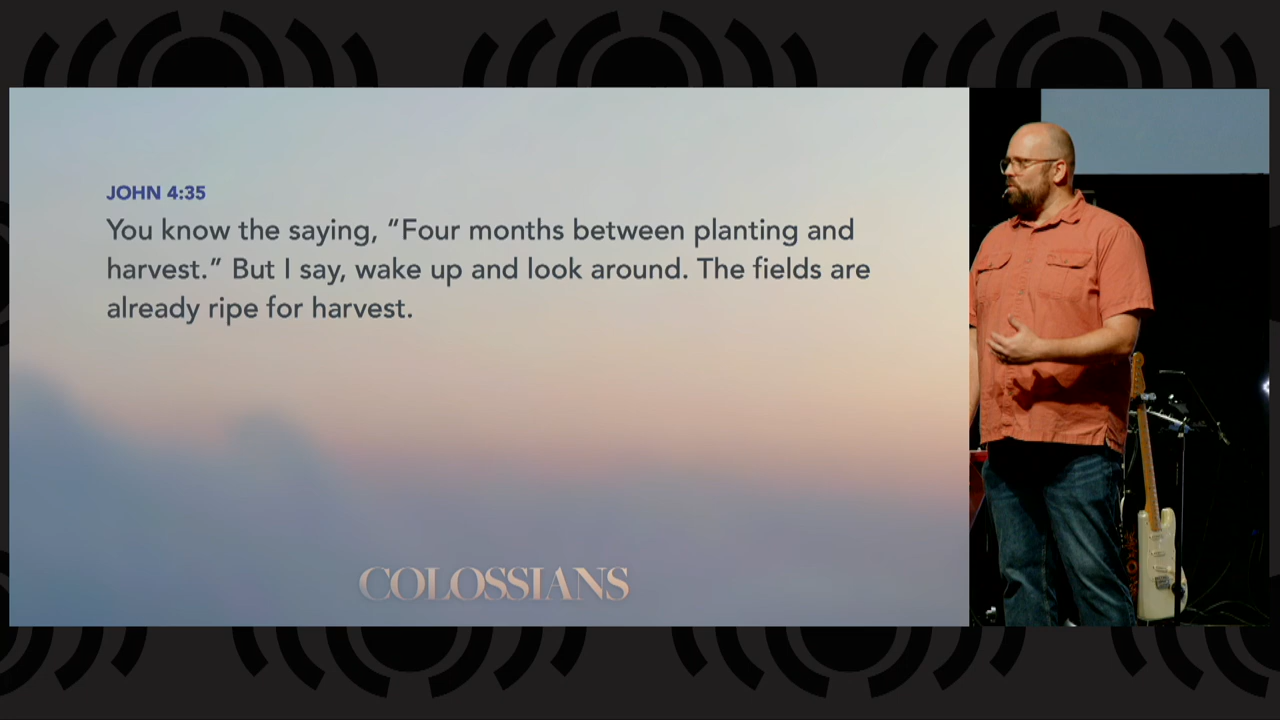 JOHN 4:35
You know the saying, “Four months between planting and
harvest.” But I say, wake up and look around. The fields are
already ripe for harvest.
COLOSSIANS